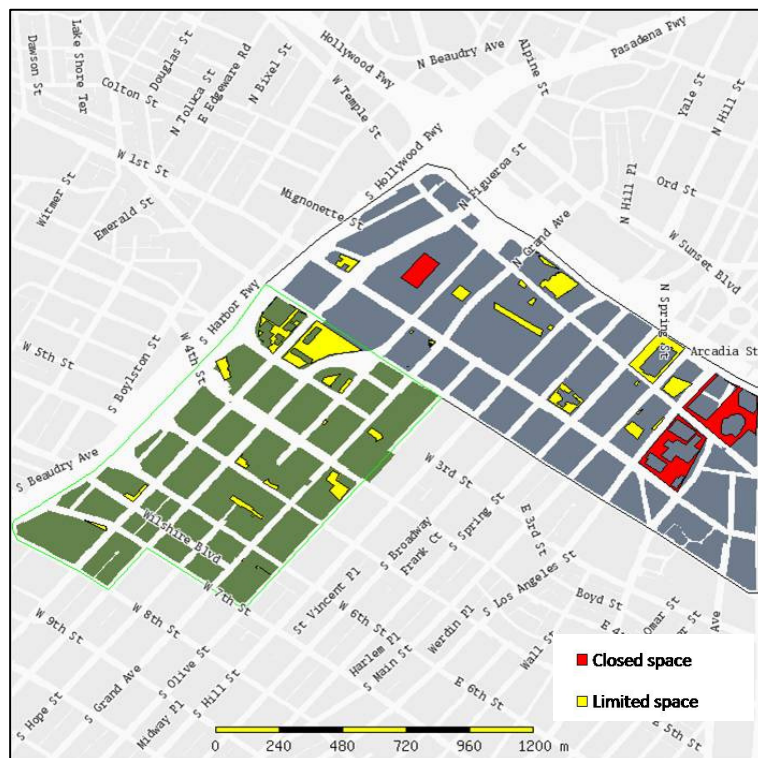 Dawson St
Lake Shore Ter
Colton St
Douglas St
N Toluca St
E Edgeware Rd
N Bixel St
Hollywood Fwy
N Beaudry Ave
Alpine St
Pasadena Fwy
Yale St
N Hill St
W Temple St
W 1st St
S Hollywood Fwy
N Figueroa St
N Hill Pl
Ord St
Witmer St
Emerald St
Mignonette St
N Grand Ave
W Sunset Blvd
S Harbor Fwy
N Spring St
W 5th St
S Boylston St
W 4th St
Arcadia St
S Beaudry Ave
W 3rd St
S Spring St
Wilshire Blvd
S Broadway
Frank Ct
E 3rd St
S Los Angeles St
W 7th St
St Vincent Pl
Boyd St
W 9th St
W 8th St
W 6th St
Werdin Pl
Wall St
Omar St
Ave
Harlem Pl
S Main St
S Hope St
S Grand Ave
S Olive St
Midway Pl
S Hill St
E 6th St
E 5th St
Closed space
Limited space
0 240 480 720 960 1200 m